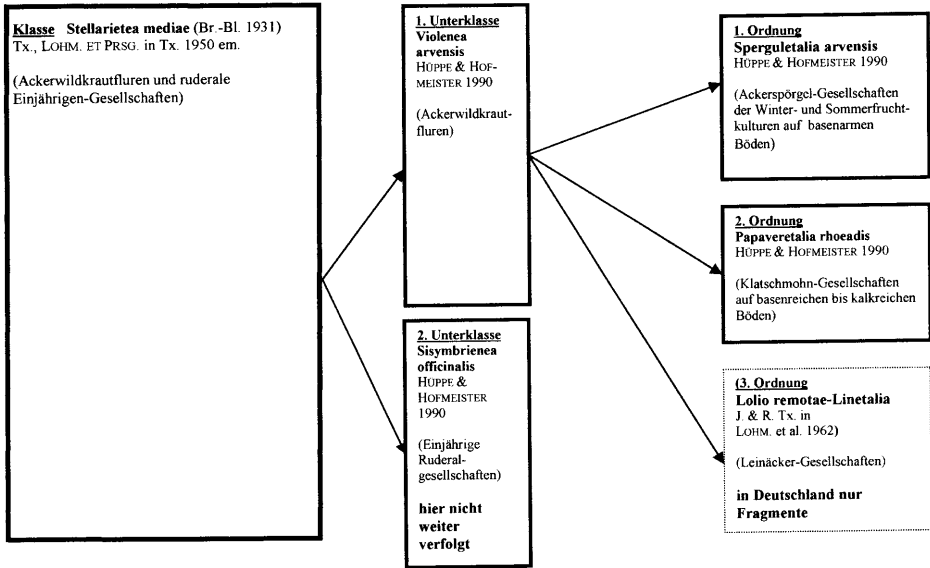 Klasse Stellarietea mediae (Br.-Bl. 1931)
Tx., LOHM. ET PRSG. in Tx. 1950 em.
(Ackerwildkrautfluren und ruderale
Einjährigen-Gesellschaften)
1. Unterklasse
Violenea
arvensis
HÜPPE & HOF-
MEISTER 1990
(Ackerwildkraut-
fluren)
2. Unterklasse
Sisymbrienea
officinalis
HÜPPE &
HOFMEISTER
1990
(Einjährige
Ruderal-
gesellschaften)
hier nicht
weiter
verfolgt
1. Ordnung
Sperguletalia arvensis
HÜPPE & HOFMEISTER 1990
(Ackerspörgel-Gesellschaften
der Winter- und Sommerfrucht-
kulturen auf basenarmen
Böden)
2. Ordnung
Papaveretalia rhoeadis
HÜPPE & HOFMEISTER 1990
(Klatschmohn-Gesellschaften
auf basenreichen bis kalkreichen
Böden)
(3. Ordnung
Lolio remotae-Linetalia
J. & R. Tx. in
LOHM. et al. 1962)
(Leinäcker-Gesellschaften)
in Deutschland nur
Fragmente